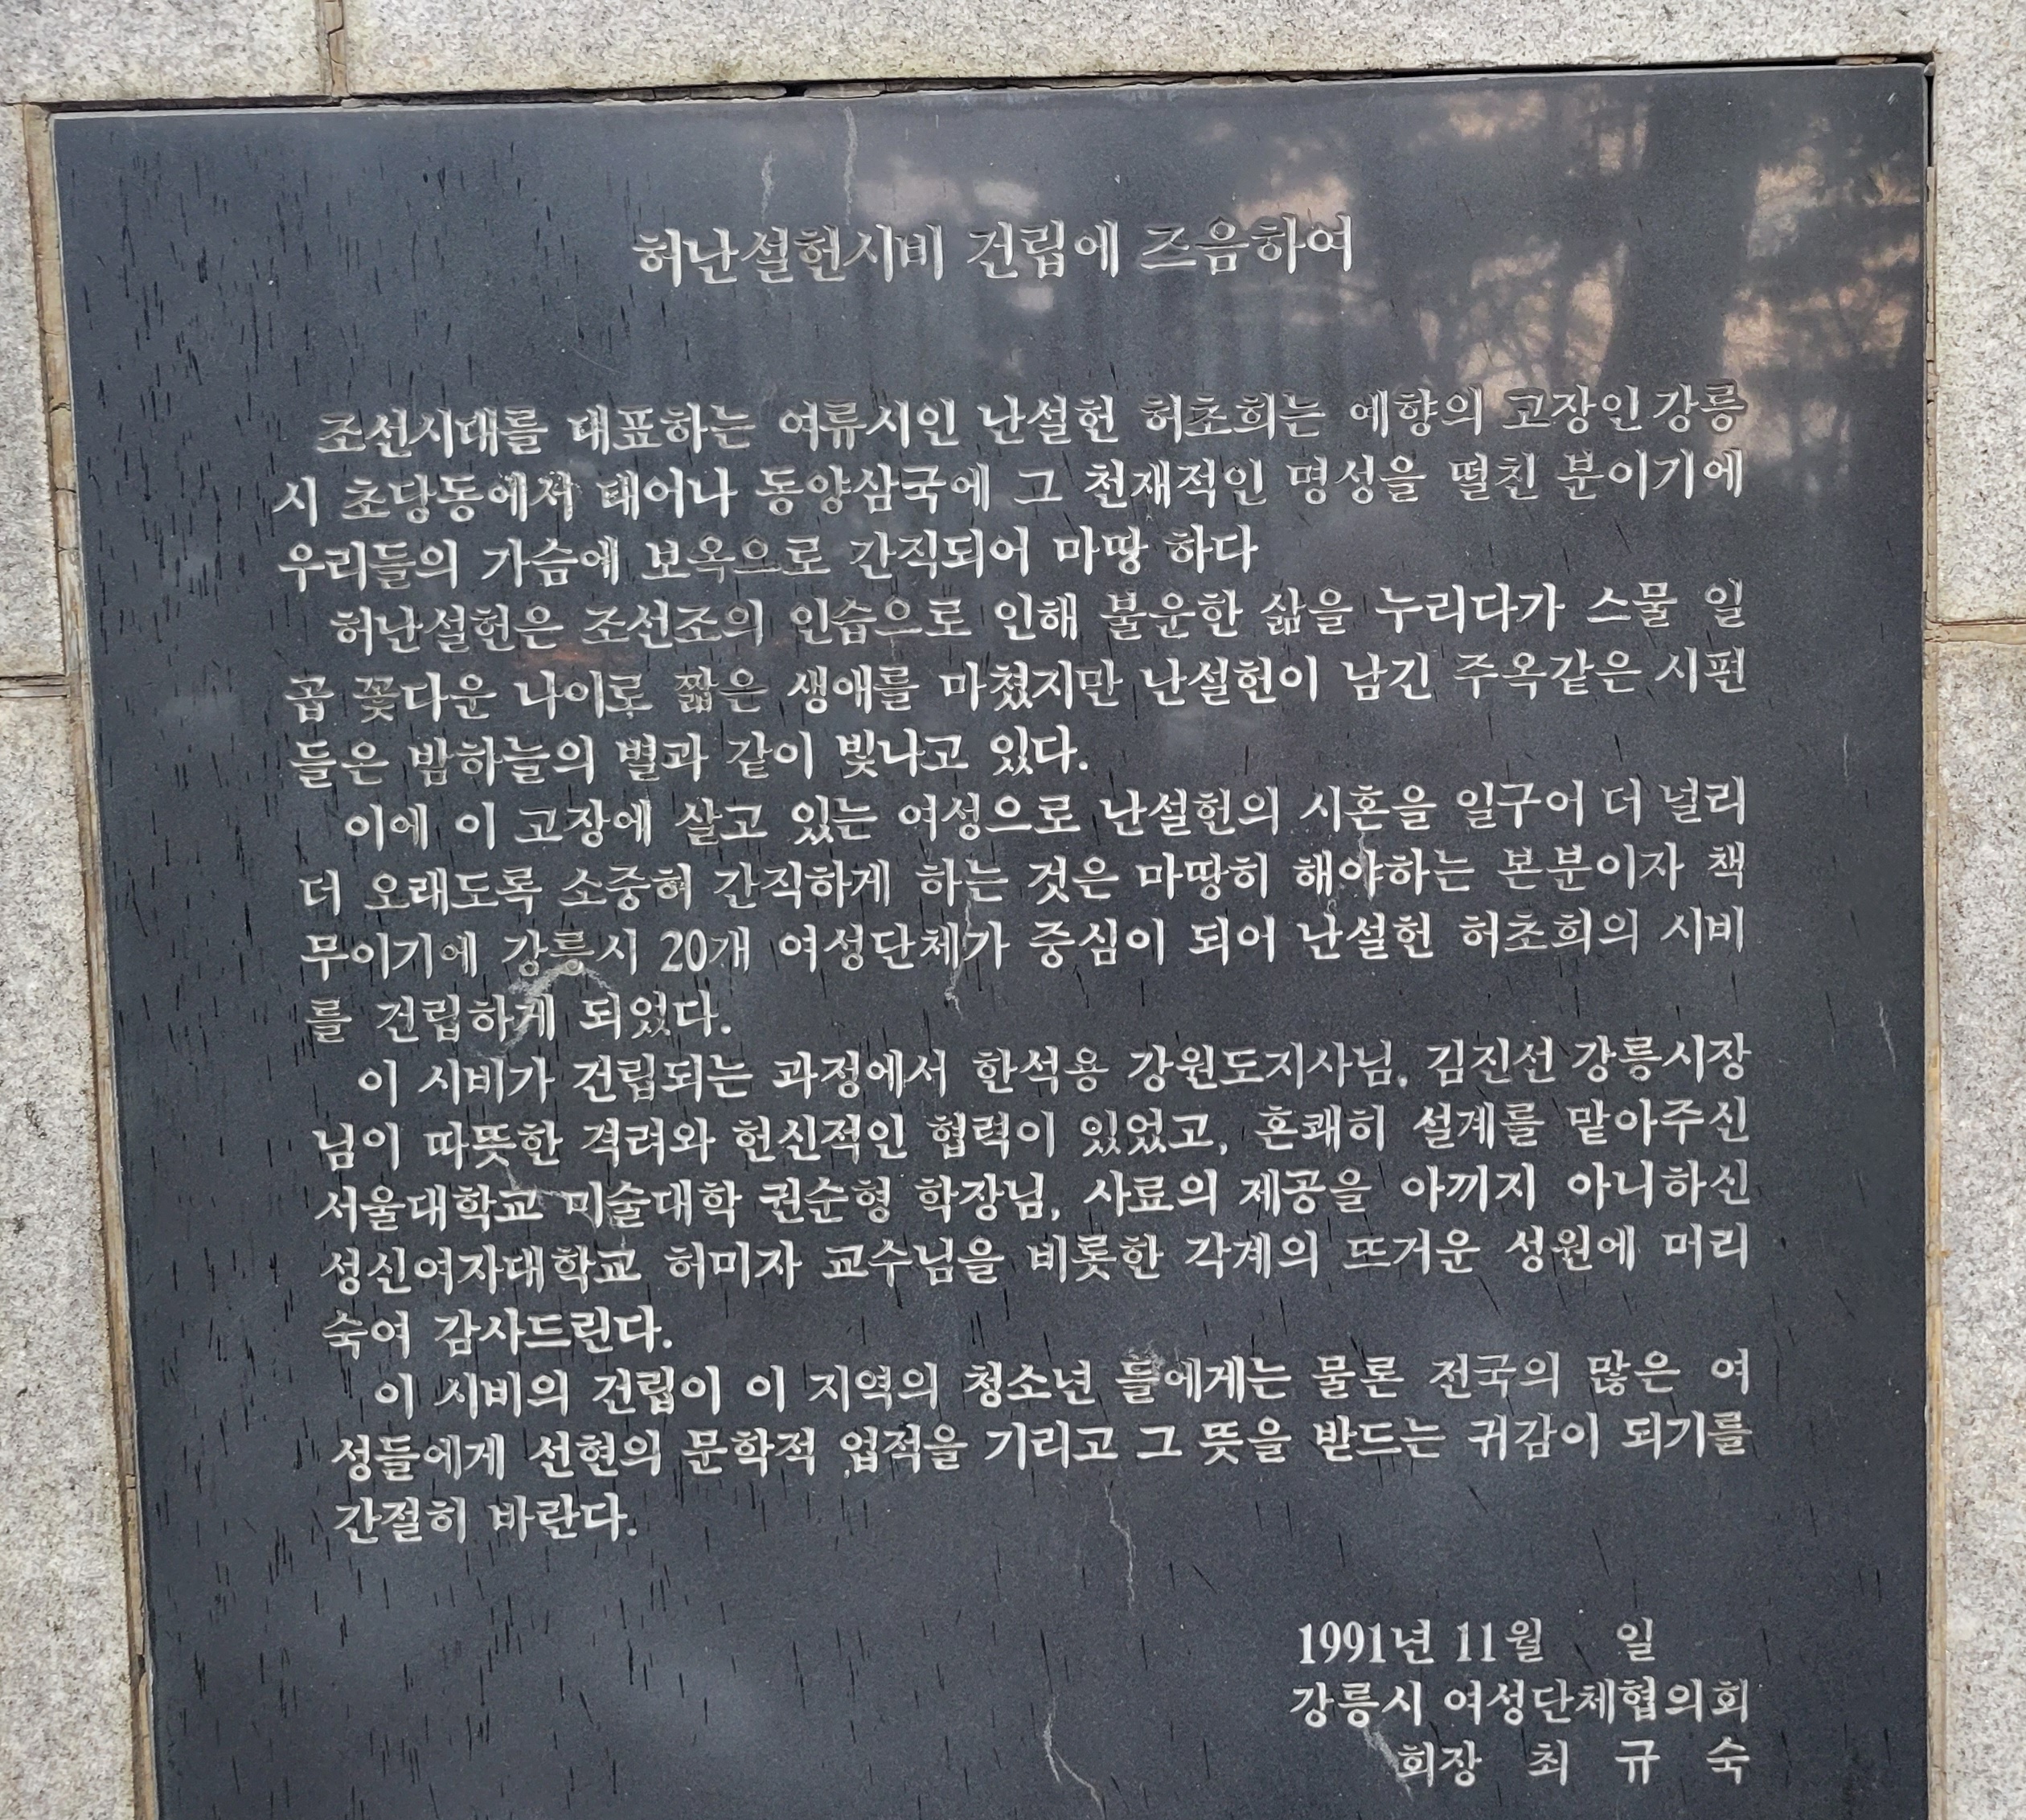 허난설헌시비 건립에 즈음하여
조선시대를 대표하는 여류시인 난설헌 허초희는 예향의 고장인 강릉
시 초당동에서 태어나 동양삼국에 그 천재적인 명성을 떨친 분이기에
우리들의 가슴에 보옥으로 간직되어 마땅 하다
허난설헌은 조선조의 인습으로 인해 불운한 삶을 누리다가 스물 일
곱 꽃다운 나이로 짧은 생애를 마쳤지만 난설헌이 남긴 주옥같은 시편
들은 밤하늘의 별과 같이 빛나고 있다.
이에 이 고장에 살고 있는 여성으로 난설헌의 시혼을 일구어 더 널리
더 오래도록 소중히 간직하게 하는 것은 마땅히 해야하는 본분이자 책
무이기에 강릉시 20개 여성단체가 중심이 되어 난설헌 허초희의 시비
를 건립하게 되었다.
이 시비가 건립되는 과정에서 한석용 강원도지사님, 김진선 강릉시장
님이 따뜻한 격려와 헌신적인 협력이 있었고, 흔쾌히 설계를 맡아주신
서울대학교 미술대학 권순형 학장님, 사료의 제공을 아끼지 아니하신
성신여자대학교 허미자 교수님을 비롯한 각계의 뜨거운 성원에 머리
숙여 감사드린다.
이 시비의 건립이 이 지역의 청소년 들에게는 물론 전국의 많은 여
성들에게 선현의 문학적 업적을 기리고 그 뜻을 받드는 귀감이 되기를
간절히 바란다.
1991년 11월 일
강릉시 여성단체협의회
회장 최 규 숙